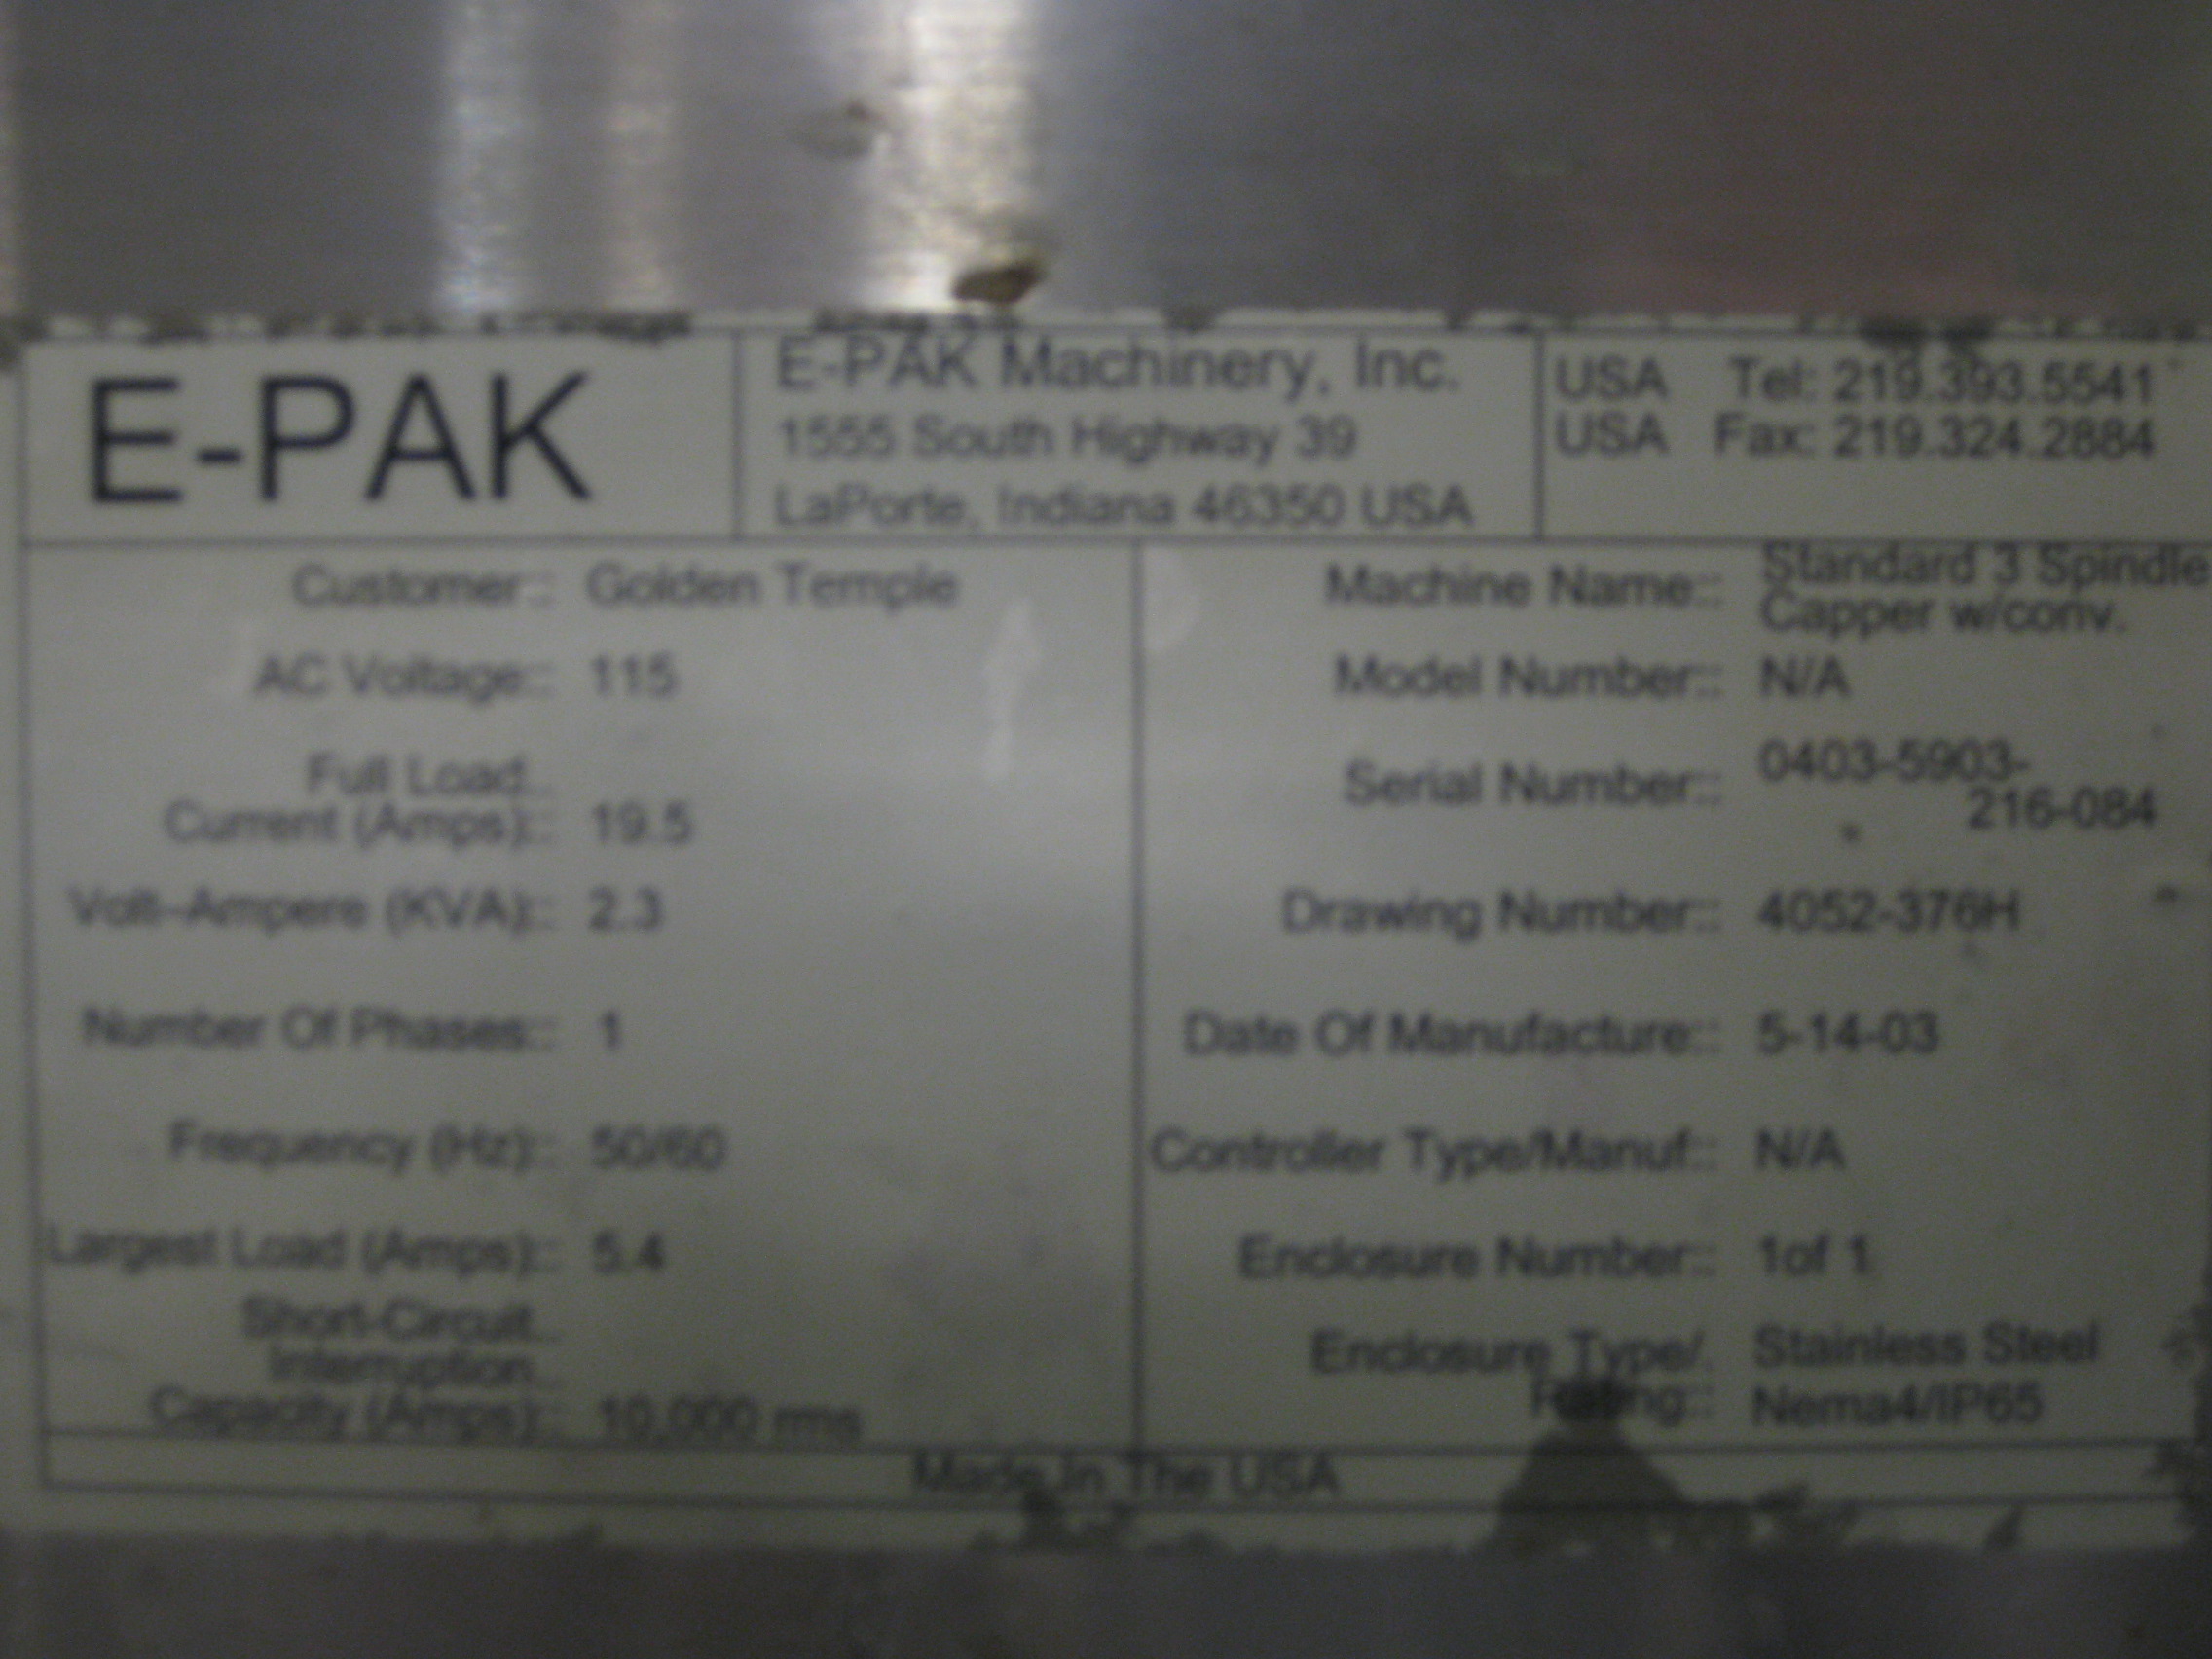 E-PAK
E-PAK Machinery, Inc.
1555 South Highway 39
LaPorte, Indiana 46350 USA
USA Tel: 219.393.5541
USA Fax: 219.324.2884
Customer:: Golden Temple
AC Voltage:: 115
Full Load..
Current (Amps):: 19.5
Volt-Ampere (KVA):: 2.3
Number Of Phases:: 1
Frequency (Hz):: 50/60
Largest Load (Amps):: 5.4
Short-Circuit..
Interruption..
Capacity (Amps):: 10,000 rms
Machine Name:: Standard 3 Spindle
Capper w/conv.
Model Number:: N/A
Serial Number:: 0403-5903-
216-084
Drawing Number:: 4052-376H
Date Of Manufacture:: 5-14-03
Controller Type/Manuf:: N/A
Enclosure Number:: 1of 1
Enclosure Type/. Stainless Steel
Rating:: Nema4/IP65
Made In The USA